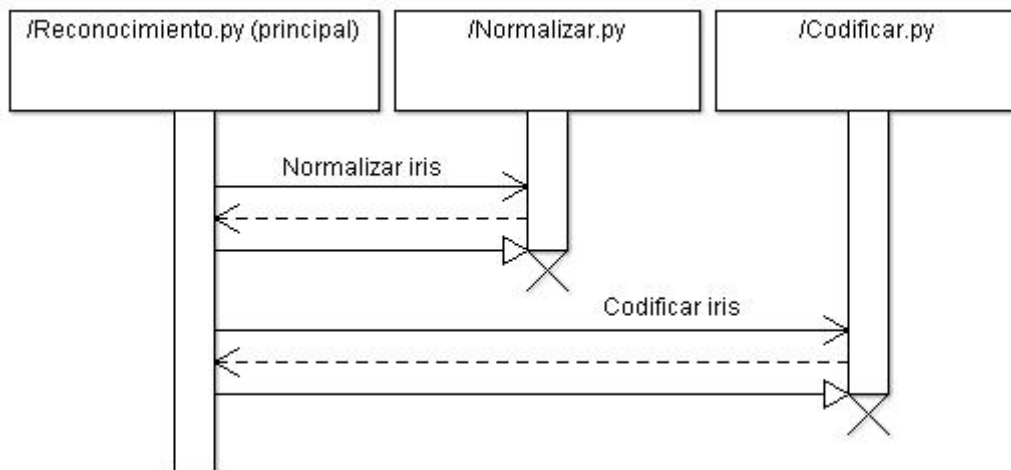 /Reconocimiento.py (principal)
/Normalizar.py
/Codificar.py
Normalizar iris
Codificar iris